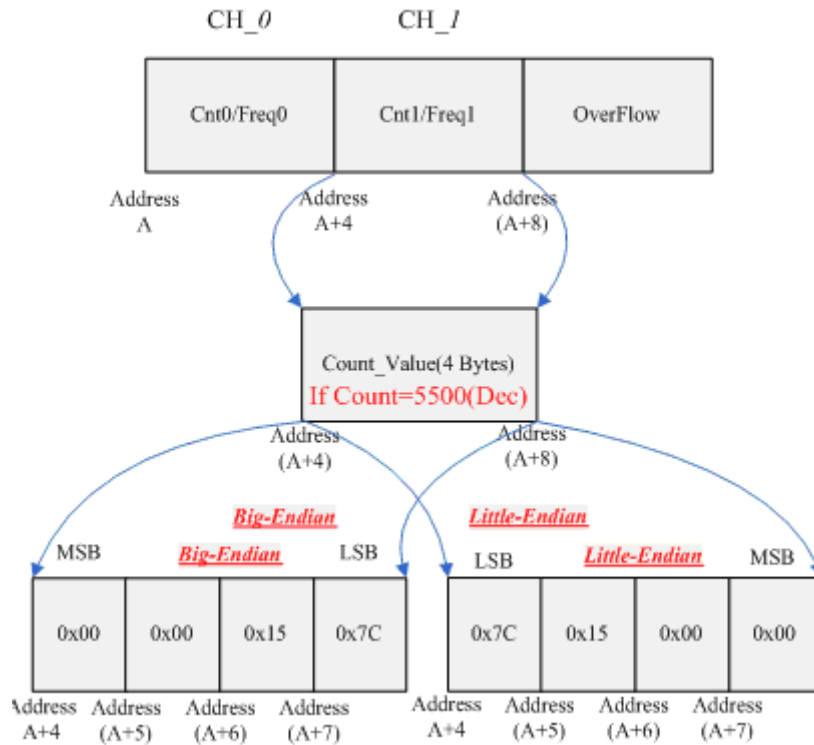 CH_0
CH_1
Cnt0/Freq0
Cnt1/Freq1
OverFlow
Address
A
Address
A+4
Address
(A+8)
Count_Value(4 Bytes)
If Count=5500(Dec)
Address
(A+4)
Address
(A+8)
Big-Endian
Little-Endian
MSB
Big-Endian
LSB
LSB
Little-Endian
MSB
0x00
0x00
0x15
0x7C
0x7C
0x15
0x00
0x00
Address
A+4
Address
(A+5)
Address
(A+6)
Address
(A+7)
Address
A+4
Address
(A+5)
Address
(A+6)
Address
(A+7)